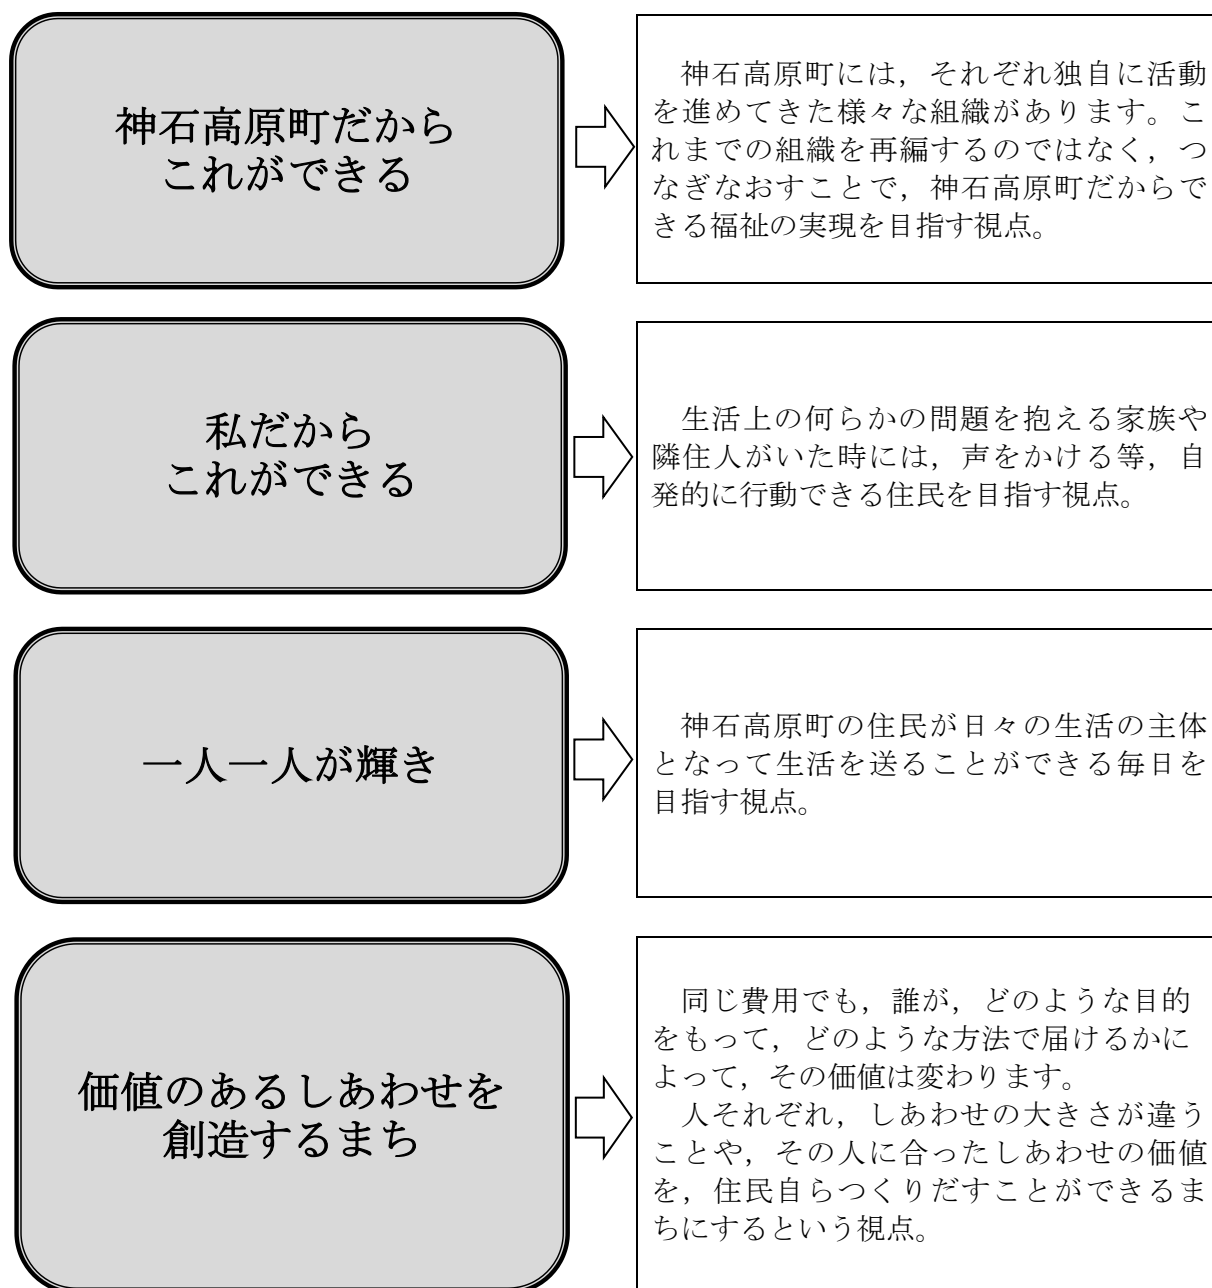 神石高原町だから
これができる
神石高原町には，それぞれ独自に活動
を進めてきた様々な組織があります。こ
れまでの組織を再編するのではなく，つ
なぎなおすことで，神石高原町だからで
きる福祉の実現を目指す視点。
私だから
これができる
生活上の何らかの問題を抱える家族や
隣住人がいた時には，声をかける等，自
発的に行動できる住民を目指す視点。
一人一人が輝き
神石高原町の住民が日々の生活の主体
となって生活を送ることができる毎日を
目指す視点。
価値のあるしあわせを
創造するまち
同じ費用でも，誰が，どのような目的
をもって，どのような方法で届けるかに
よって，その価値は変わります。
人それぞれ，しあわせの大きさが違う
ことや，その人に合ったしあわせの価値
を，住民自らつくりだすことができるま
ちにするという視点。